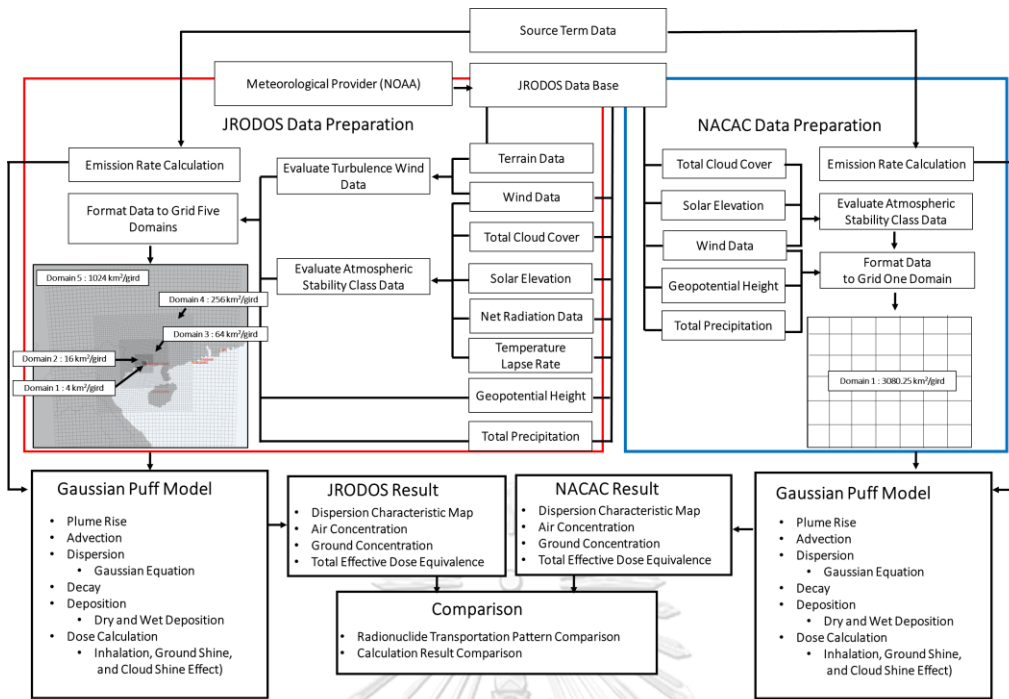 Source Term Data
Meteorological Provider (NOAA)
JRODOS Data Base
JRODOS Data Preparation
Emission Rate Calculation
Evaluate Turbulence Wind
Data
Terrain Data
Wind Data
Format Data to Grid Five
Domains
Total Cloud Cover
Evaluate Atmospheric
Stability Class Data
Solar Elevation
Net Radiation Data
Temperature
Lapse Rate
Geopotential Height
Total Precipitation
Domain 5 : 1024 km²/gird
Domain 4 : 256 km²/gird
Domain 3 : 64 km²/gird
Domain 2 : 16 km²/gird
Domain 1 : 4 km²/gird
NACAC Data Preparation
Total Cloud Cover
Emission Rate Calculation
Solar Elevation
Evaluate Atmospheric
Stability Class Data
Wind Data
Format Data
to Grid One Domain
Geopotential Height
Total Precipitation
Domain 1 : 3080.25 km²/gird
Gaussian Puff Model
• Plume Rise
• Advection
• Dispersion
• Gaussian Equation
• Decay
• Deposition
• Dry and Wet Deposition
• Dose Calculation
• Inhalation, Ground Shine,
and Cloud Shine Effect)
JRODOS Result
• Dispersion Characteristic Map
• Air Concentration
• Ground Concentration
• Total Effective Dose Equivalence
NACAC Result
• Dispersion Characteristic Map
• Air Concentration
• Ground Concentration
• Total Effective Dose Equivalence
Comparison
• Radionuclide Transportation Pattern Comparison
• Calculation Result Comparison
Gaussian Puff Model
• Plume Rise
• Advection
• Dispersion
• Gaussian Equation
• Decay
• Deposition
• Dry and Wet Deposition
• Dose Calculation
• Inhalation, Ground Shine,
and Cloud Shine Effect)